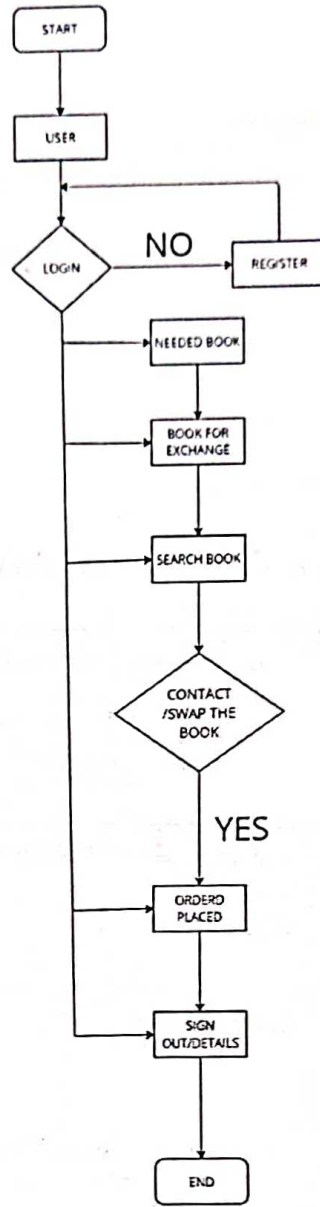 START
USER
LOGIN
NO
REGISTER
NEEDED BOOK
BOOK FOR
EXCHANGE
SEARCH BOOK
CONTACT
/SWAP THE
BOOK
YES
ORDERD
PLACED
SIGN
OUT/DETAILS
END